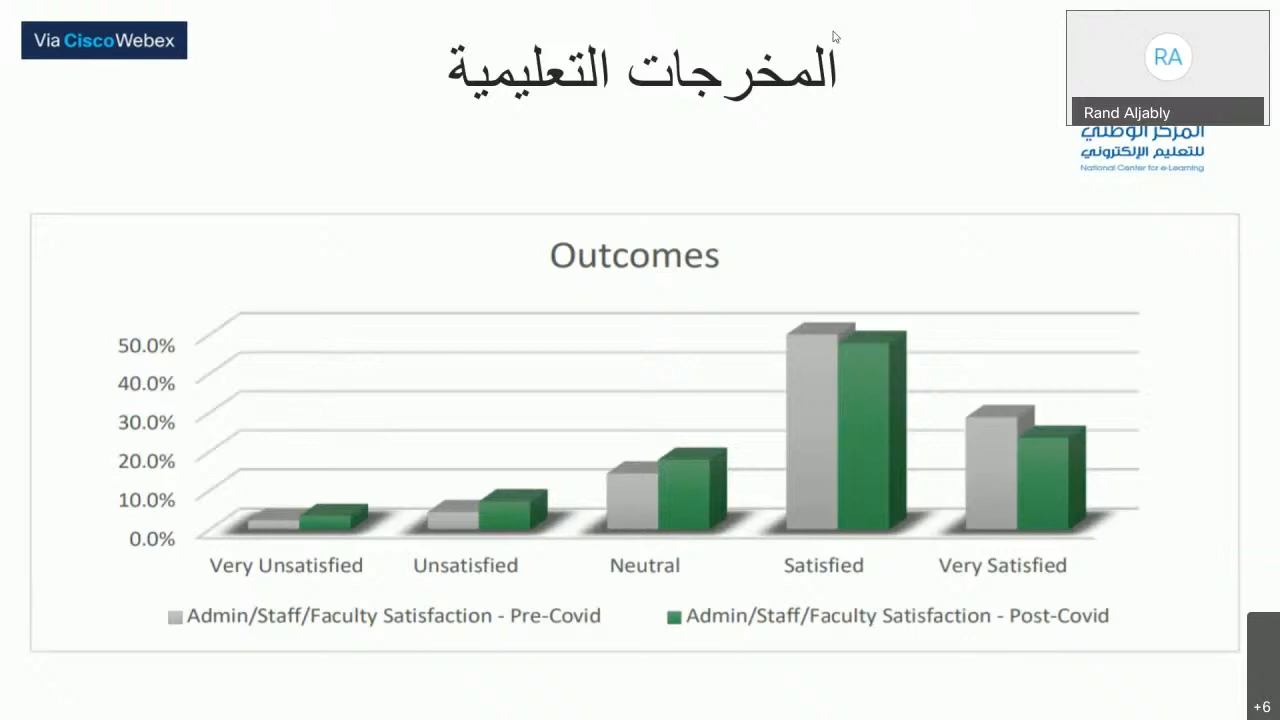 Via Cisco Webex
المخرجات التعليمية
RA
Rand Aljably
المركز الوطني
للتعليم الإلكتروني
National Center for e-Learning
Outcomes
50.0%
40.0%
30.0%
20.0%
10.0%
0.0%
Very Unsatisfied Unsatisfied Neutral Satisfied Very Satisfied
Admin/Staff/Faculty Satisfaction - Pre-Covid Admin/Staff/Faculty Satisfaction - Post-Covid
+6